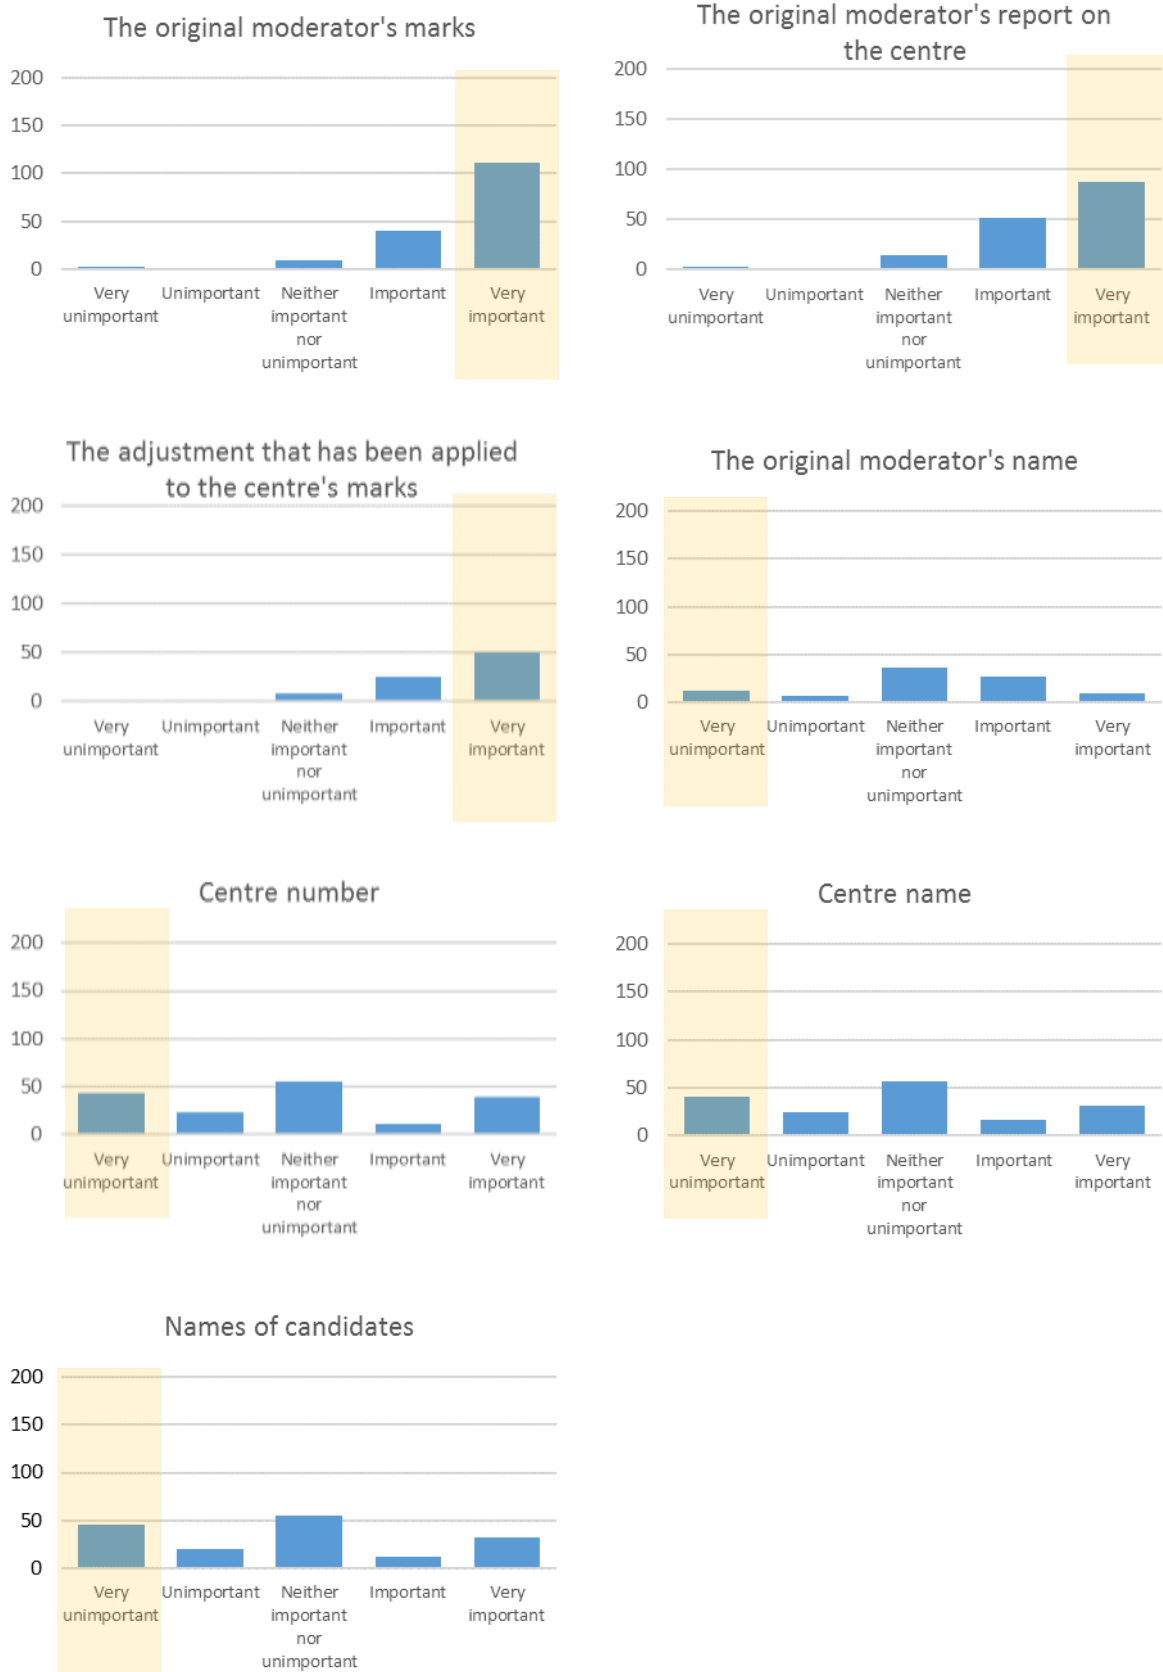 The original moderator's marks
200
150
100
50
0
Very
unimportant
Unimportant
Neither
important
nor
unimportant
Important
Very
important
The original moderator's report on
the centre
200
150
100
50
0
Very
unimportant
Unimportant
Neither
important
nor
unimportant
Important
Very
important
The adjustment that has been applied
to the centre's marks
200
150
100
50
0
Very
unimportant
Unimportant
Neither
important
nor
unimportant
Important
Very
important
The original moderator's name
200
150
100
50
0
Very
unimportant
Unimportant
Neither
important
nor
unimportant
Important
Very
important
Centre number
200
150
100
50
0
Very
unimportant
Unimportant
Neither
important
nor
unimportant
Important
Very
important
Centre name
200
150
100
50
0
Very
unimportant
Unimportant
Neither
important
nor
unimportant
Important
Very
important
Names of candidates
200
150
100
50
0
Very
unimportant
Unimportant
Neither
important
nor
unimportant
Important
Very
important